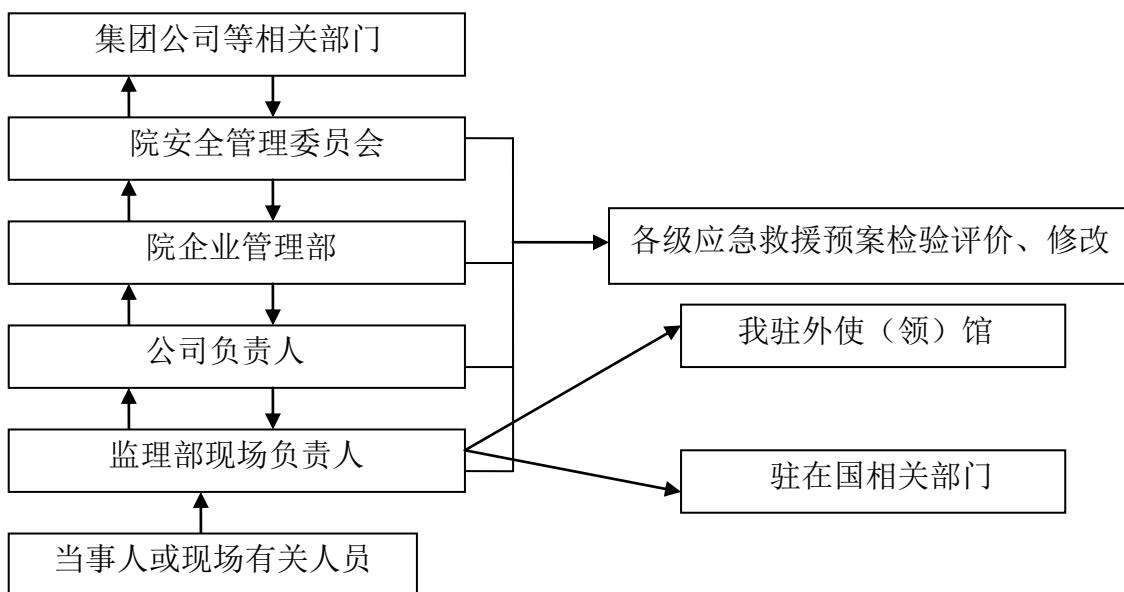 集团公司等相关部门
院安全管理委员会
院企业管理部
各级应急救援预案检验评价、修改
我驻外使（领）馆
公司负责人
监理部现场负责人
驻在国相关部门
当事人或现场有关人员